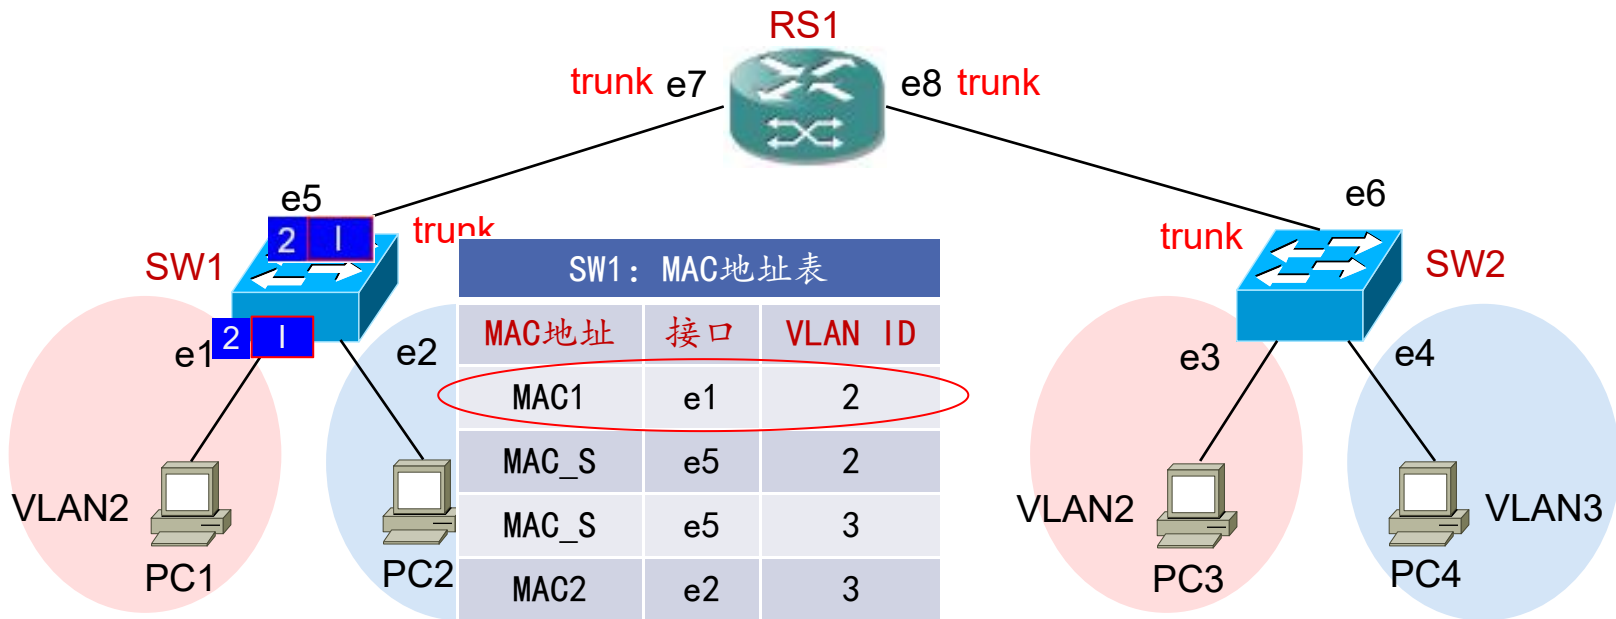 RS1
trunk e7
e8 trunk
e5
2 I
trunk
SW1
2 I
e1
e2
VLAN2
PC1
PC2
SW1: MAC地址表
MAC地址 接口 VLAN ID
MAC1 e1 2
MAC_S e5 2
MAC_S e5 3
MAC2 e2 3
e6
trunk
SW2
e3
e4
VLAN2
VLAN3
PC3
PC4